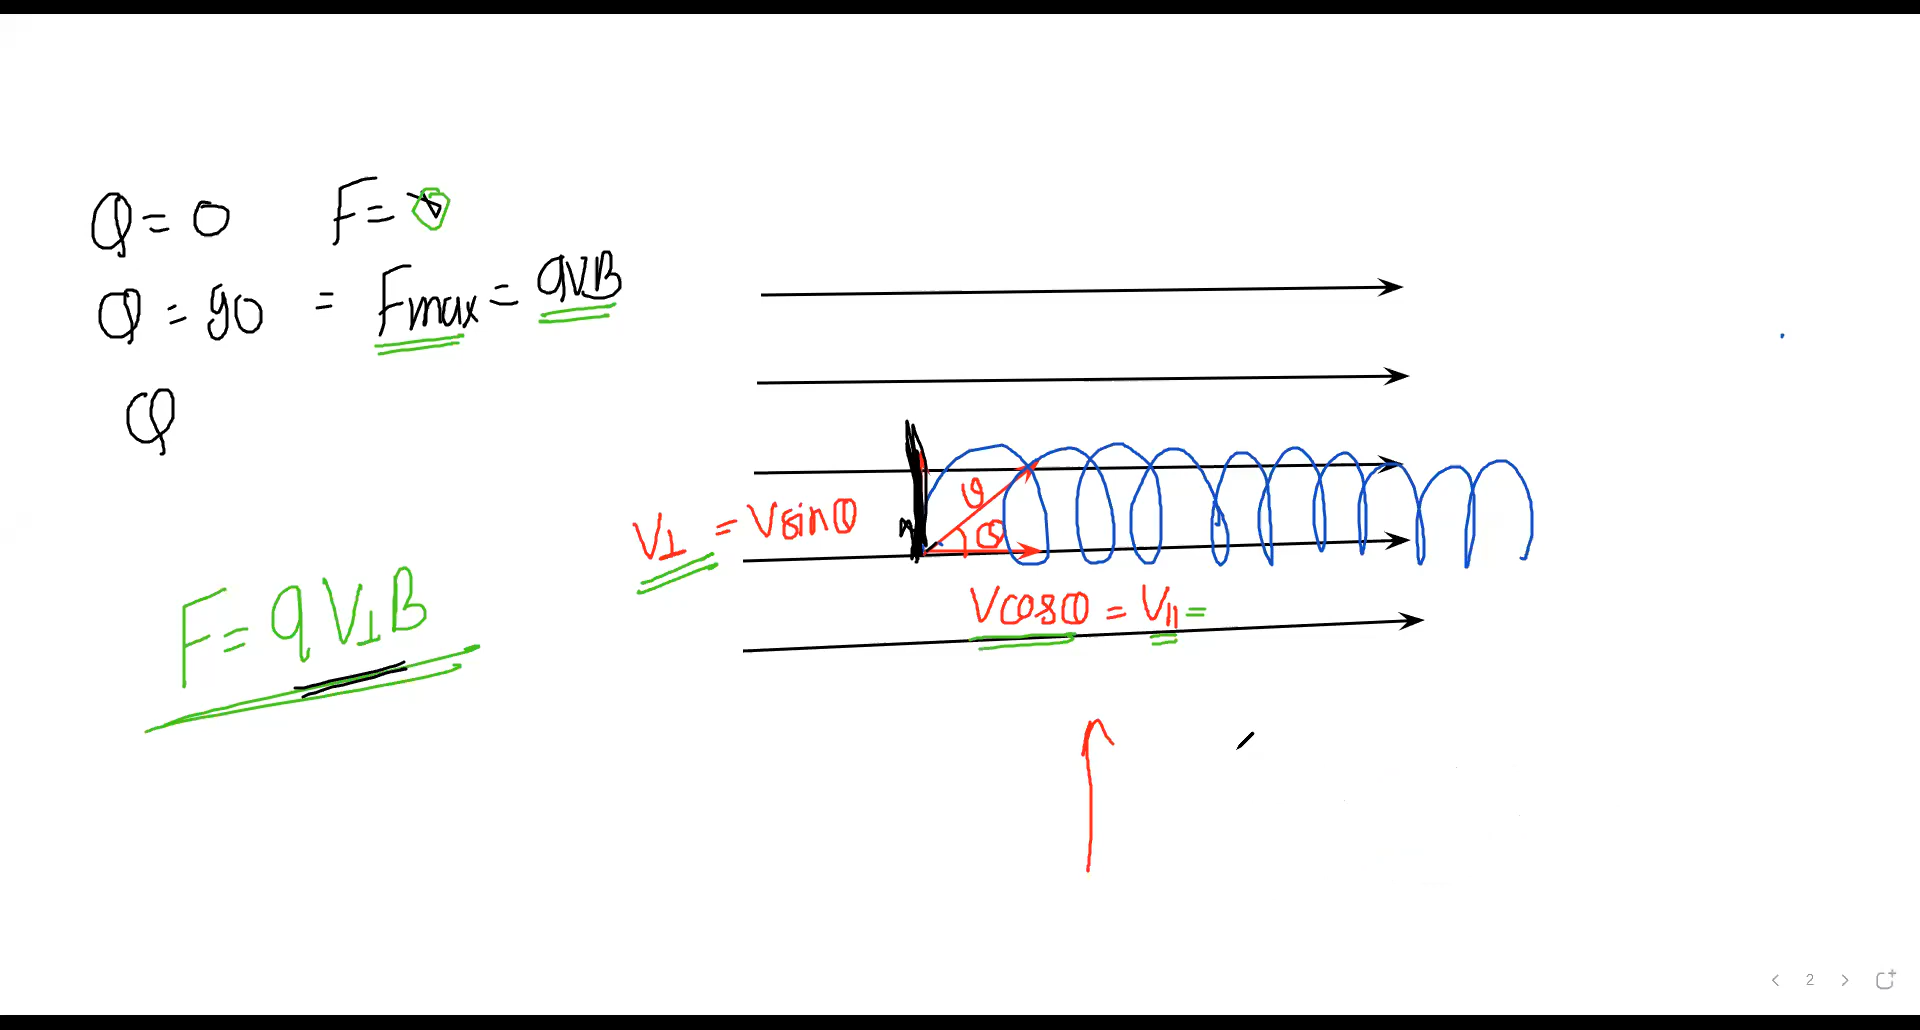 Q = 0 F = 0
Q = 90 = Fmax = qVB
Q
V⊥ = Vsinθ
V
θ
Vcosθ = V|| =
F = qV⊥B
2